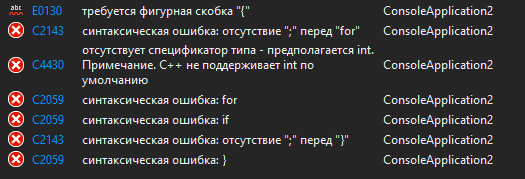 abc E0130 требуется фигурная скобка "{" ConsoleApplication2
C2143 синтаксическая ошибка: отсутствие ";" перед "for" ConsoleApplication2
отсутствует спецификатор типа - предполагается int.
C4430 Примечание. C++ не поддерживает int по ConsoleApplication2
умолчанию
C2059 синтаксическая ошибка: for ConsoleApplication2
C2059 синтаксическая ошибка: if ConsoleApplication2
C2143 синтаксическая ошибка: отсутствие ";" перед "}" ConsoleApplication2
C2059 синтаксическая ошибка: } ConsoleApplication2